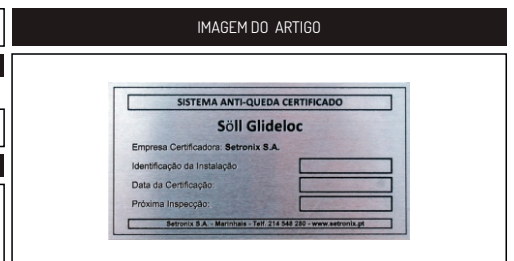 IMAGEM DO ARTIGO
SISTEMA ANTI-QUEDA CERTIFICADO
Söll Glideloc
Empresa Certificadora: Setronix S.A.
Identificação da Instalação:
Data da Certificação:
Próxima Inspecção:
Setronix S.A. - Marinhais - Telf. 214 548 280 - www.setronix.pt